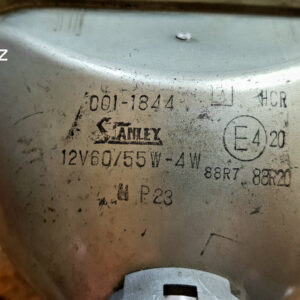 z
001-1844 HCR
STANLEY E4 20
12V60/55W-4W 88R7 88R20
M P23